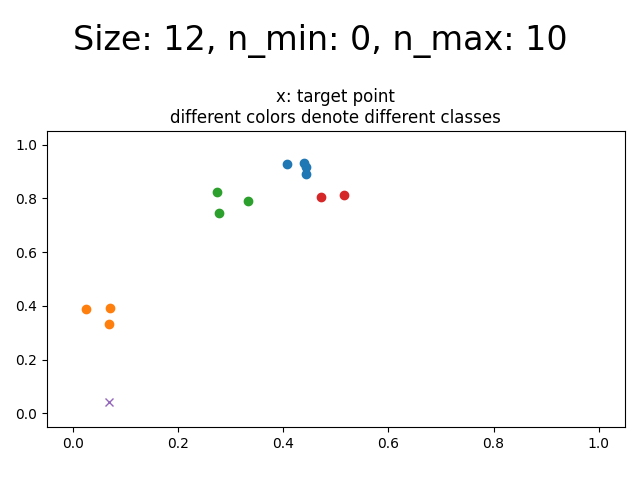 Size: 12, n_min: 0, n_max: 10
x: target point
different colors denote different classes
1.0
0.8
0.6
0.4
0.2
0.0
0.0 0.2 0.4 0.6 0.8 1.0